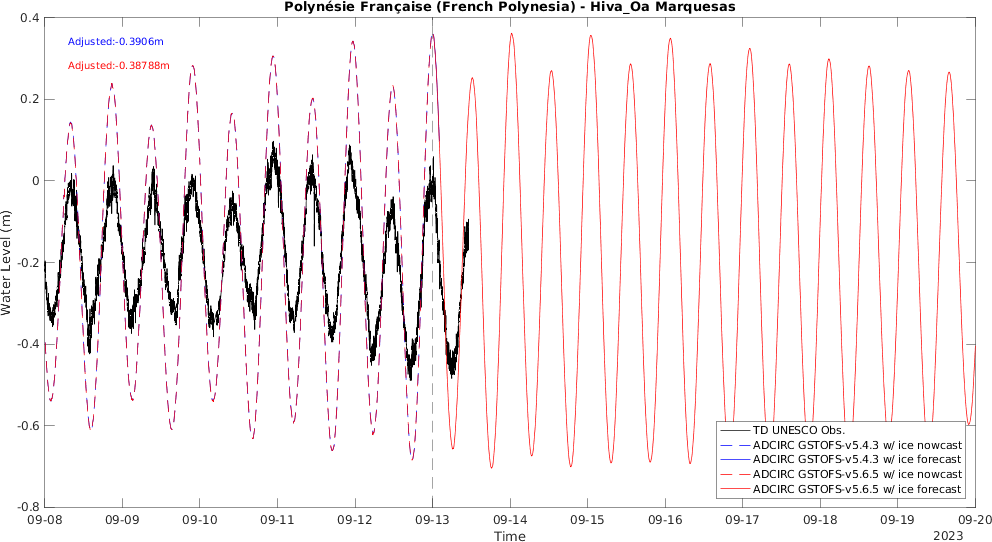 Polynésie Française (French Polynesia) - Hiva_Oa Marquesas
Adjusted:-0.3906m
Adjusted:-0.38788m
Water Level (m)
0.4
0.2
0
-0.2
-0.4
-0.6
-0.8
TD UNESCO Obs.
ADCIRC GSTOFS-v5.4.3 w/ ice nowcast
ADCIRC GSTOFS-v5.4.3 w/ ice forecast
ADCIRC GSTOFS-v5.6.5 w/ ice nowcast
ADCIRC GSTOFS-v5.6.5 w/ ice forecast
09-08 09-09 09-10 09-11 09-12 09-13 09-14 09-15 09-16 09-17 09-18 09-19 09-20
Time
2023